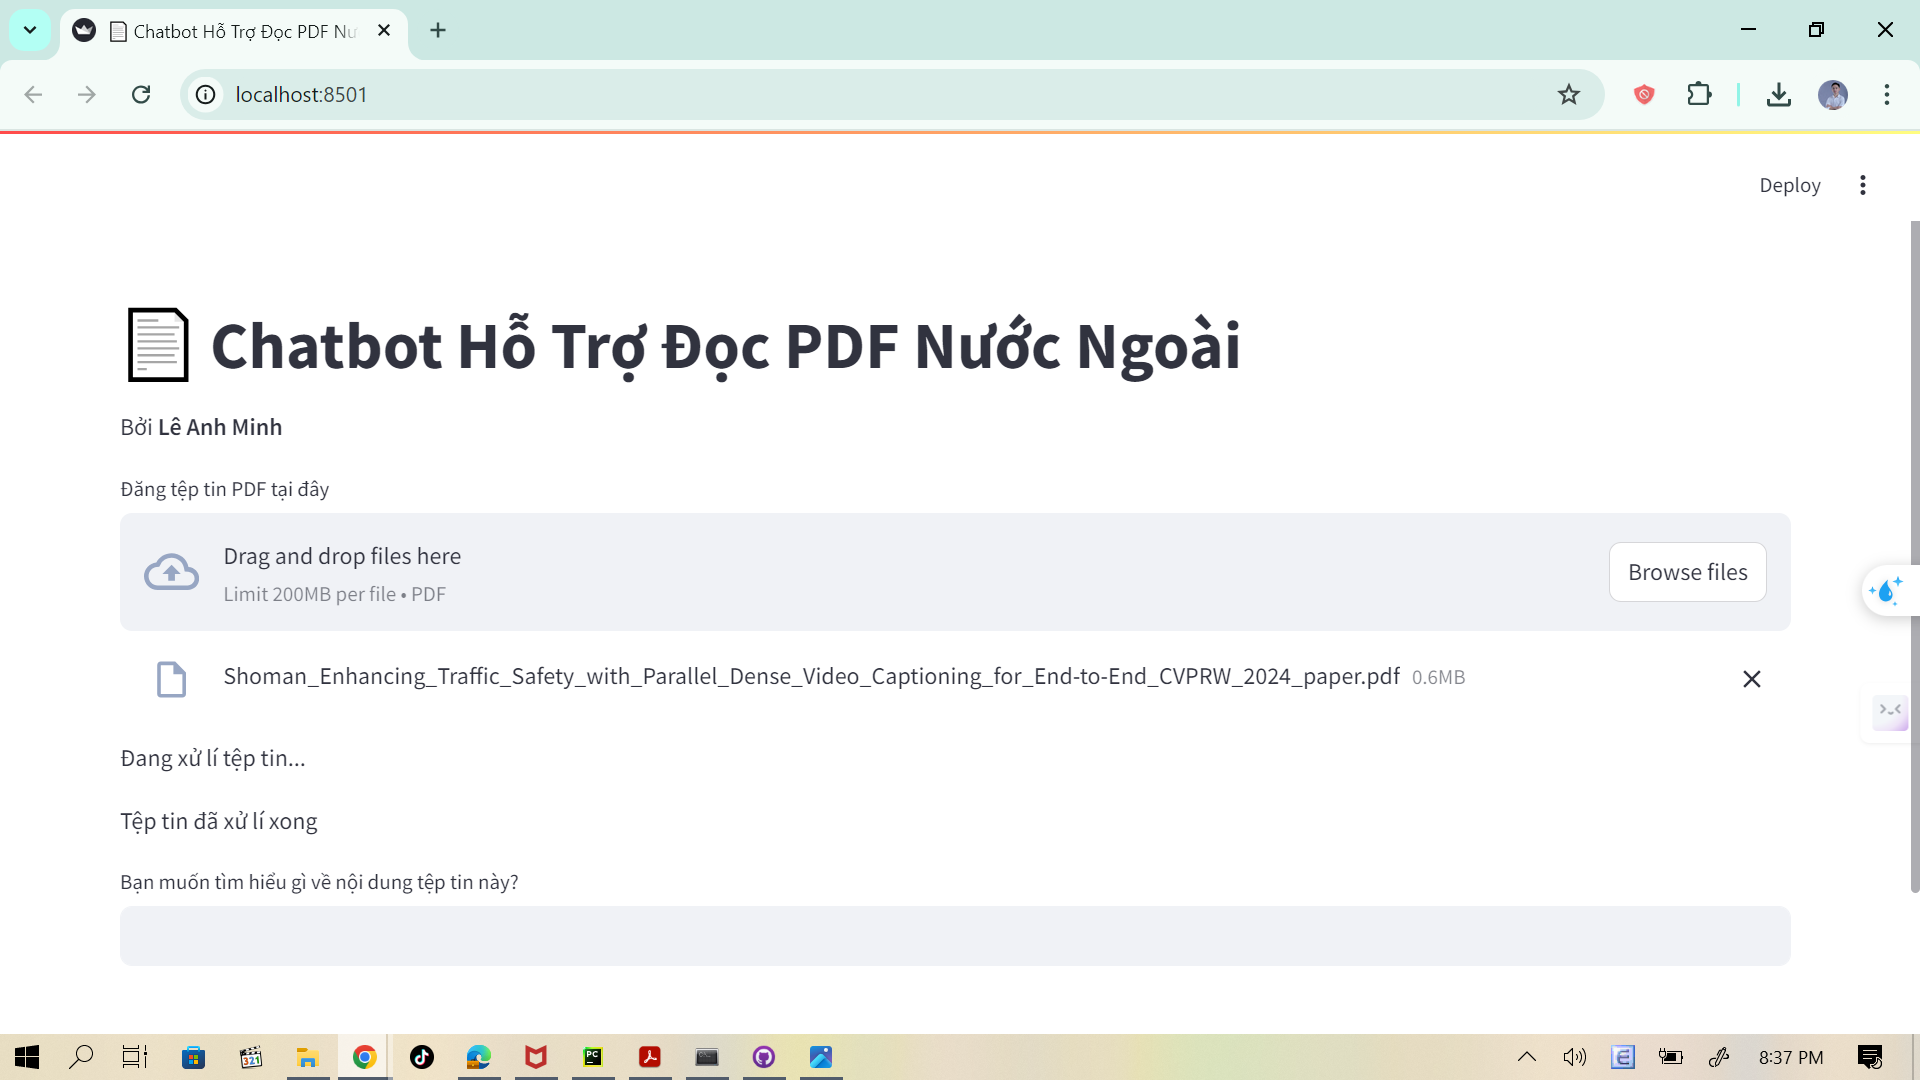 Chatbot Hỗ Trợ Đọc PDF Nư
localhost:8501
Deploy
Chatbot Hỗ Trợ Đọc PDF Nước Ngoài
Bởi Lê Anh Minh
Đăng tệp tin PDF tại đây
Drag and drop files here
Limit 200MB per file • PDF
Browse files
Shoman_Enhancing_Traffic_Safety_with_Parallel_Dense_Video_Captioning_for_End-to-End_CVPRW_2024_paper.pdf 0.6MB
Đang xử lí tệp tin...
Tệp tin đã xử lí xong
Bạn muốn tìm hiểu gì về nội dung tệp tin này?
321
PC
E
8:37 PM